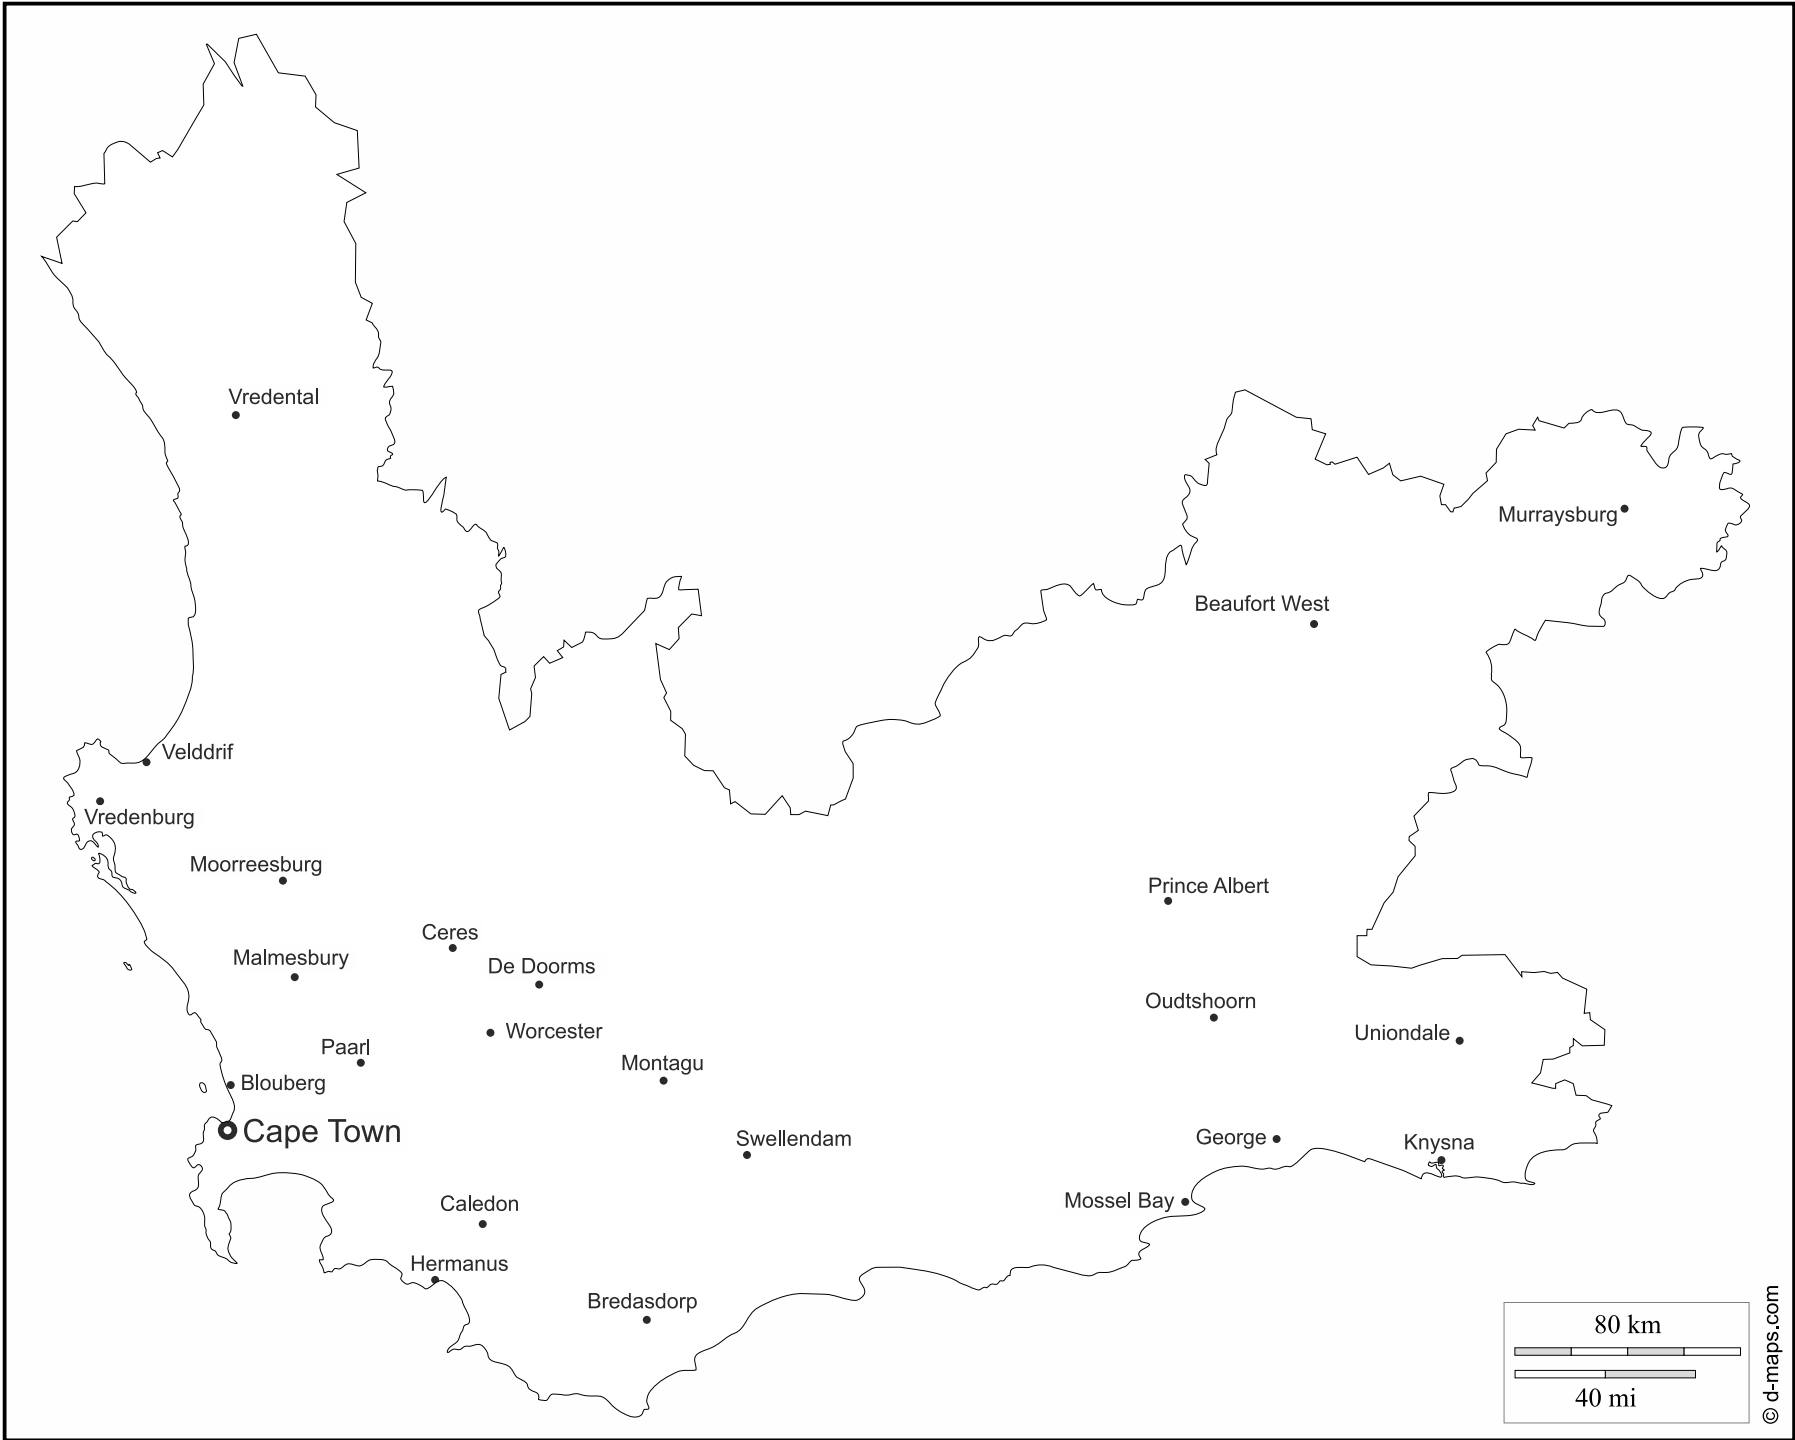 Vredental
Murraysburg
Beaufort West
Velddrif
Vredenburg
Moorreesburg
Prince Albert
Ceres
Malmesbury
De Doorms
Oudtshoorn
Worcester
Uniondale
Paarl
Montagu
Blouberg
Cape Town
Swellendam
George
Knysna
Mossel Bay
Caledon
Hermanus
Bredasdorp
80 km
40 mi
© d-maps.com